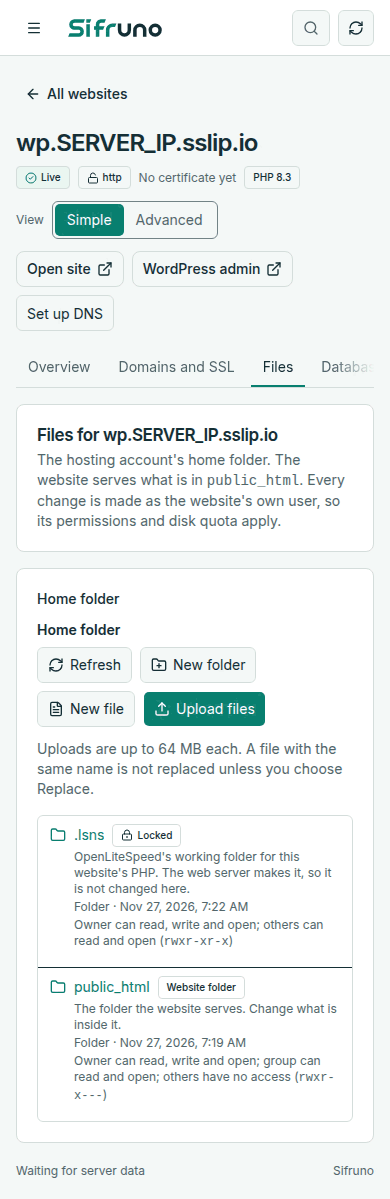 Sifruno
All websites
wp.SERVER_IP.sslip.io
Live
http
No certificate yet
PHP 8.3
View
Simple
Advanced
Open site
WordPress admin
Set up DNS
Overview
Domains and SSL
Files
Databas
Files for wp.SERVER_IP.sslip.io
The hosting account's home folder. The
website serves what is in public_html. Every
change is made as the website's own user, so
its permissions and disk quota apply.
Home folder
Home folder
Refresh
New folder
New file
Upload files
Uploads are up to 64 MB each. A file with the
same name is not replaced unless you choose
Replace.
.lsns
Locked
OpenLiteSpeed's working folder for this
website's PHP. The web server makes it, so it
is not changed here.
Folder · Nov 27, 2026, 7:22 AM
Owner can read, write and open; others can
read and open (rwxr-xr-x)
public_html
Website folder
The folder the website serves. Change what is
inside it.
Folder · Nov 27, 2026, 7:19 AM
Owner can read, write and open; group can
read and open; others have no access (rwxr-
x---)
Waiting for server data
Sifruno